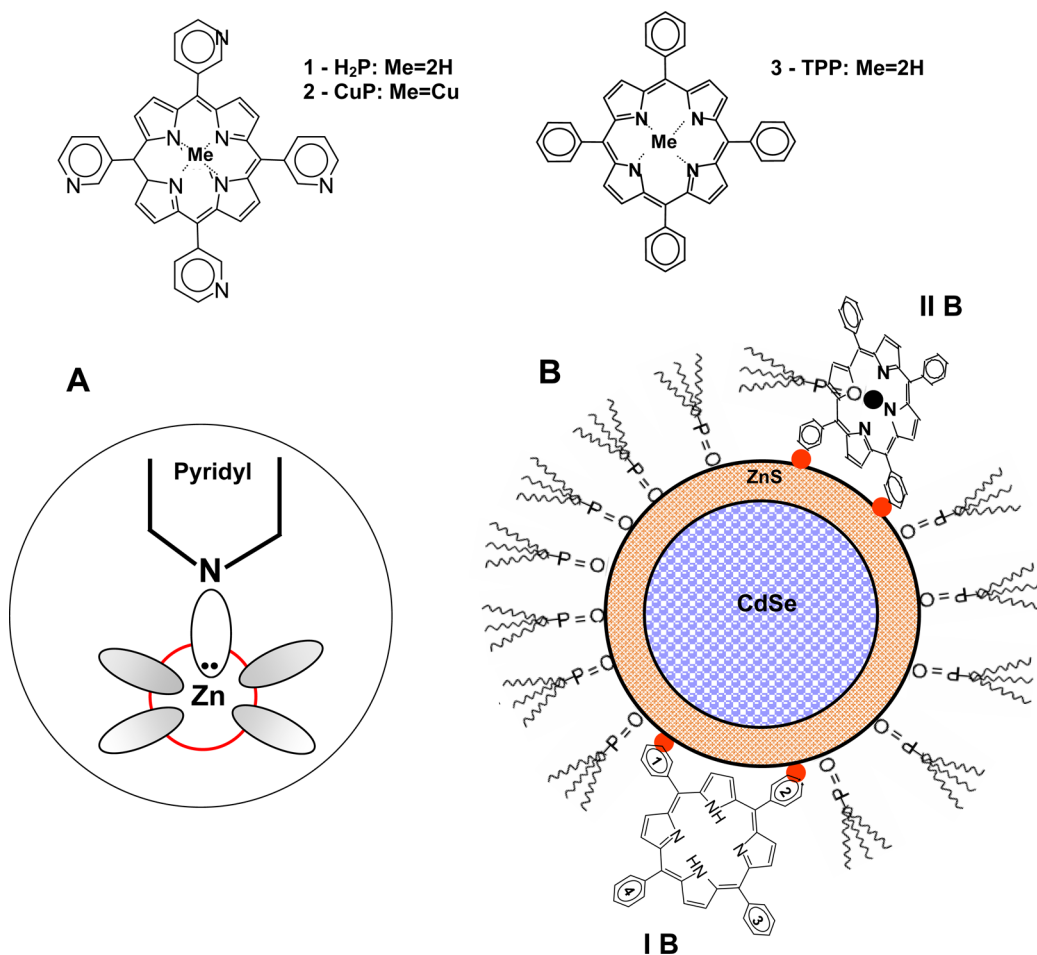 N
1 - H₂P: Me=2H
2 - CuP: Me=Cu
3 - TPP: Me=2H
N N
Me
N N
N
N
N
N N
Me
N N
II B
A
B
Pyridyl
N
Zn
P=O
N
N
N
P=O
P=O
P=O
P=O
P=O
P=O
P=O
ZnS
CdSe
O=P
O=P
O=P
O=P
O=P
1
2
NH
N
N
HN
4
3
I B